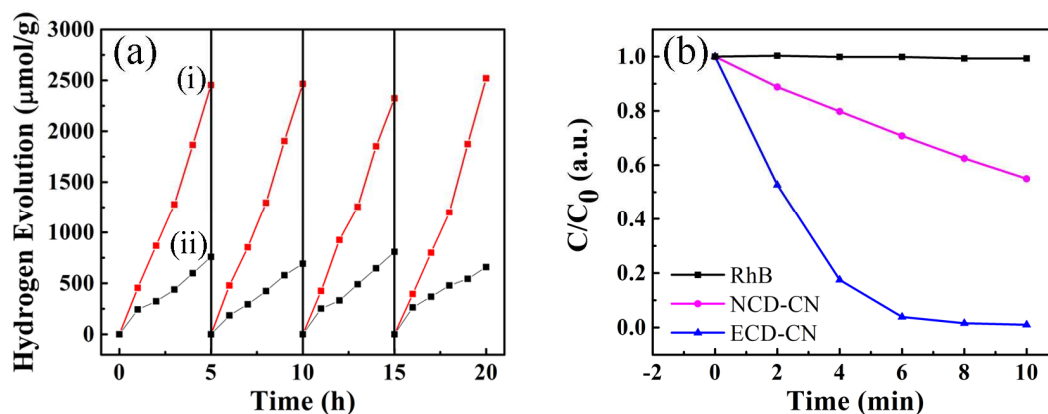 (a)
(i)
(ii)
Hydrogen Evolution (μmol/g)
3000
2500
2000
1500
1000
500
0
0 5 10 15 20
Time (h)
(b)
C/C0 (a.u.)
1.0
0.8
0.6
0.4
0.2
0.0
RhB
NCD-CN
ECD-CN
-2 0 2 4 6 8 10
Time (min)